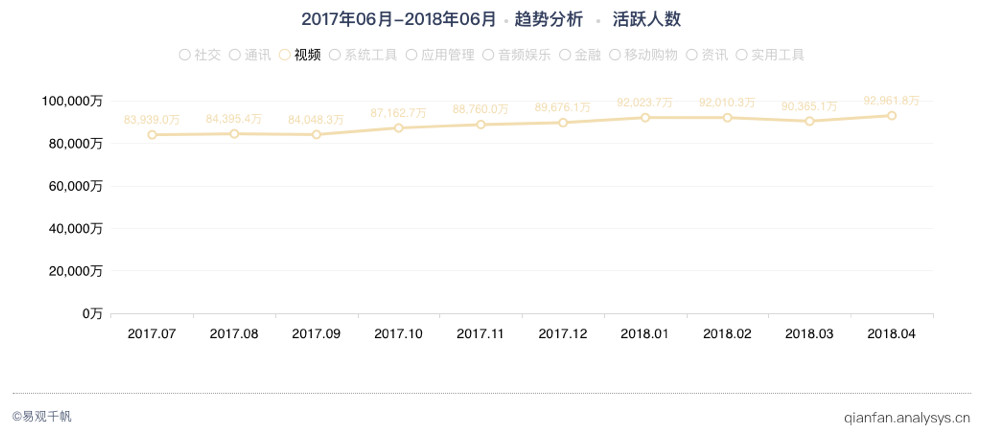 2017年06月-2018年06月 • 趋势分析 • 活跃人数
社交 通讯 视频 系统工具 应用管理 音频娱乐 金融 移动购物 资讯 实用工具
100,000万
83,939.0万 84,395.4万 84,048.3万 87,162.7万 88,760.0万 89,676.1万 92,023.7万 92,010.3万 90,365.1万 92,961.8万
80,000万
60,000万
40,000万
20,000万
0万
2017.07 2017.08 2017.09 2017.10 2017.11 2017.12 2018.01 2018.02 2018.03 2018.04
©易观千帆 qianfan.analysys.cn